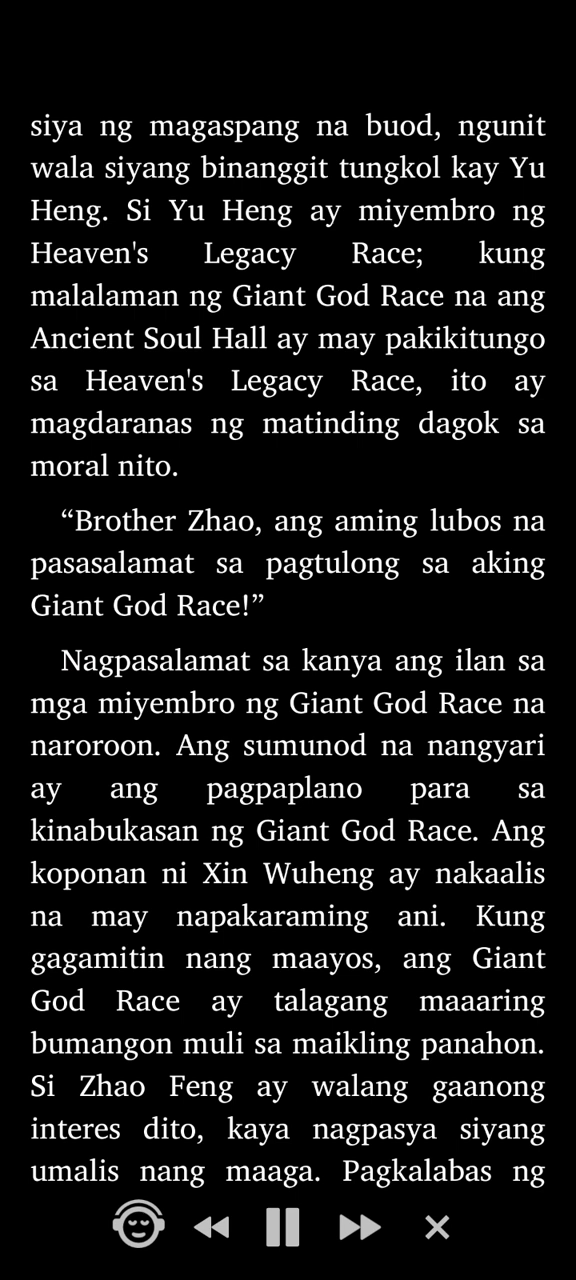 siya ng magaspang na buod, ngunit
wala siyang binanggit tungkol kay Yu
Heng. Si Yu Heng ay miyembro ng
Heaven's Legacy Race; kung
malalaman ng Giant God Race na ang
Ancient Soul Hall ay may pakikitungo
sa Heaven's Legacy Race, ito ay
magdaranas ng matinding dagok sa
moral nito.
“Brother Zhao, ang aming lubos na
pasasalamat sa pagtulong sa aking
Giant God Race!”
Nagpasalamat sa kanya ang ilan sa
mga miyembro ng Giant God Race na
naroroon. Ang sumunod na nangyari
ay ang pagpaplano para sa
kinabukasan ng Giant God Race. Ang
koponan ni Xin Wuheng ay nakaalis
na may napakaraming ani. Kung
gagamitin nang maayos, ang Giant
God Race ay talagang maaaring
bumangon muli sa maikling panahon.
Si Zhao Feng ay walang gaanong
interes dito, kaya nagpasya siyang
umalis nang maaga. Pagkalabas ng